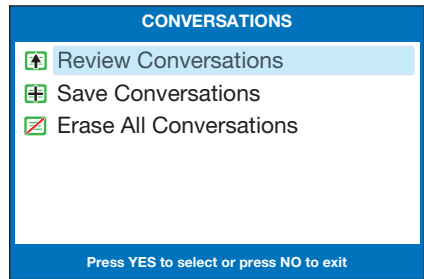 CONVERSATIONS
Review Conversations
Save Conversations
Erase All Conversations
Press YES to select or press NO to exit